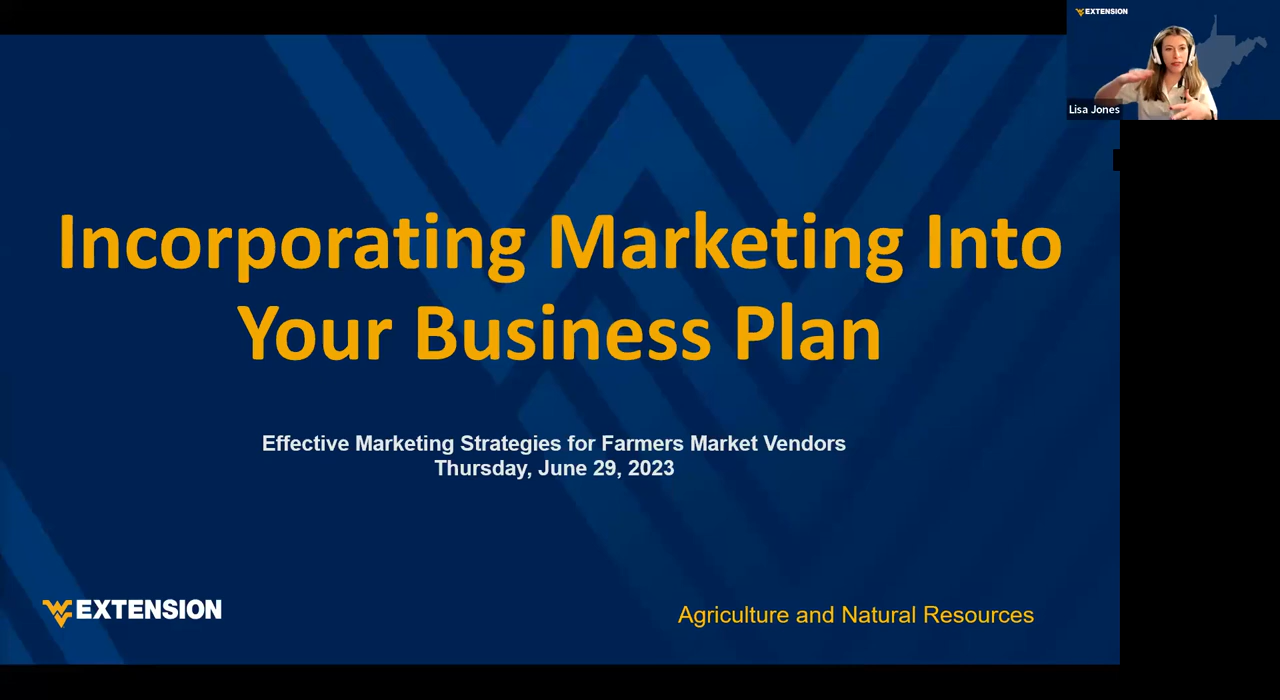 EXTENSION
Lisa Jones
Incorporating Marketing Into
Your Business Plan
Effective Marketing Strategies for Farmers Market Vendors
Thursday, June 29, 2023
EXTENSION
Agriculture and Natural Resources